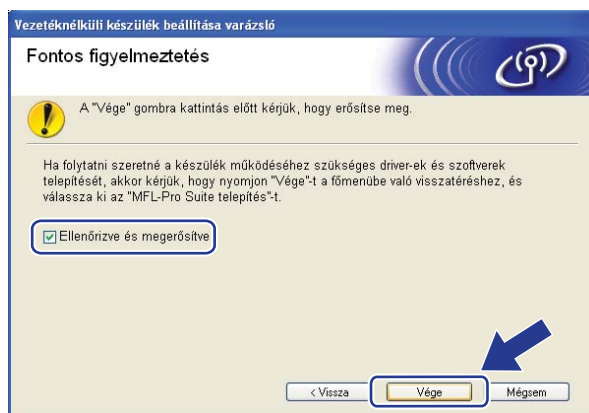 Vezetéknélküli készülék beállítása varázsló
Fontos figyelmeztetés
A "Vége" gombra kattintás előtt kérjük, hogy erősítse meg.
Ha folytatni szeretné a készülék működéséhez szükséges driver-ek és szoftverek
telepítését, akkor kérjük, hogy nyomjon "Vége"-t a főmenübe való visszatéréshez, és
válassza ki az "MFL-Pro Suite telepítés"-t.
Ellenőrizve és megerősítve
< Vissza
Vége
Mégsem